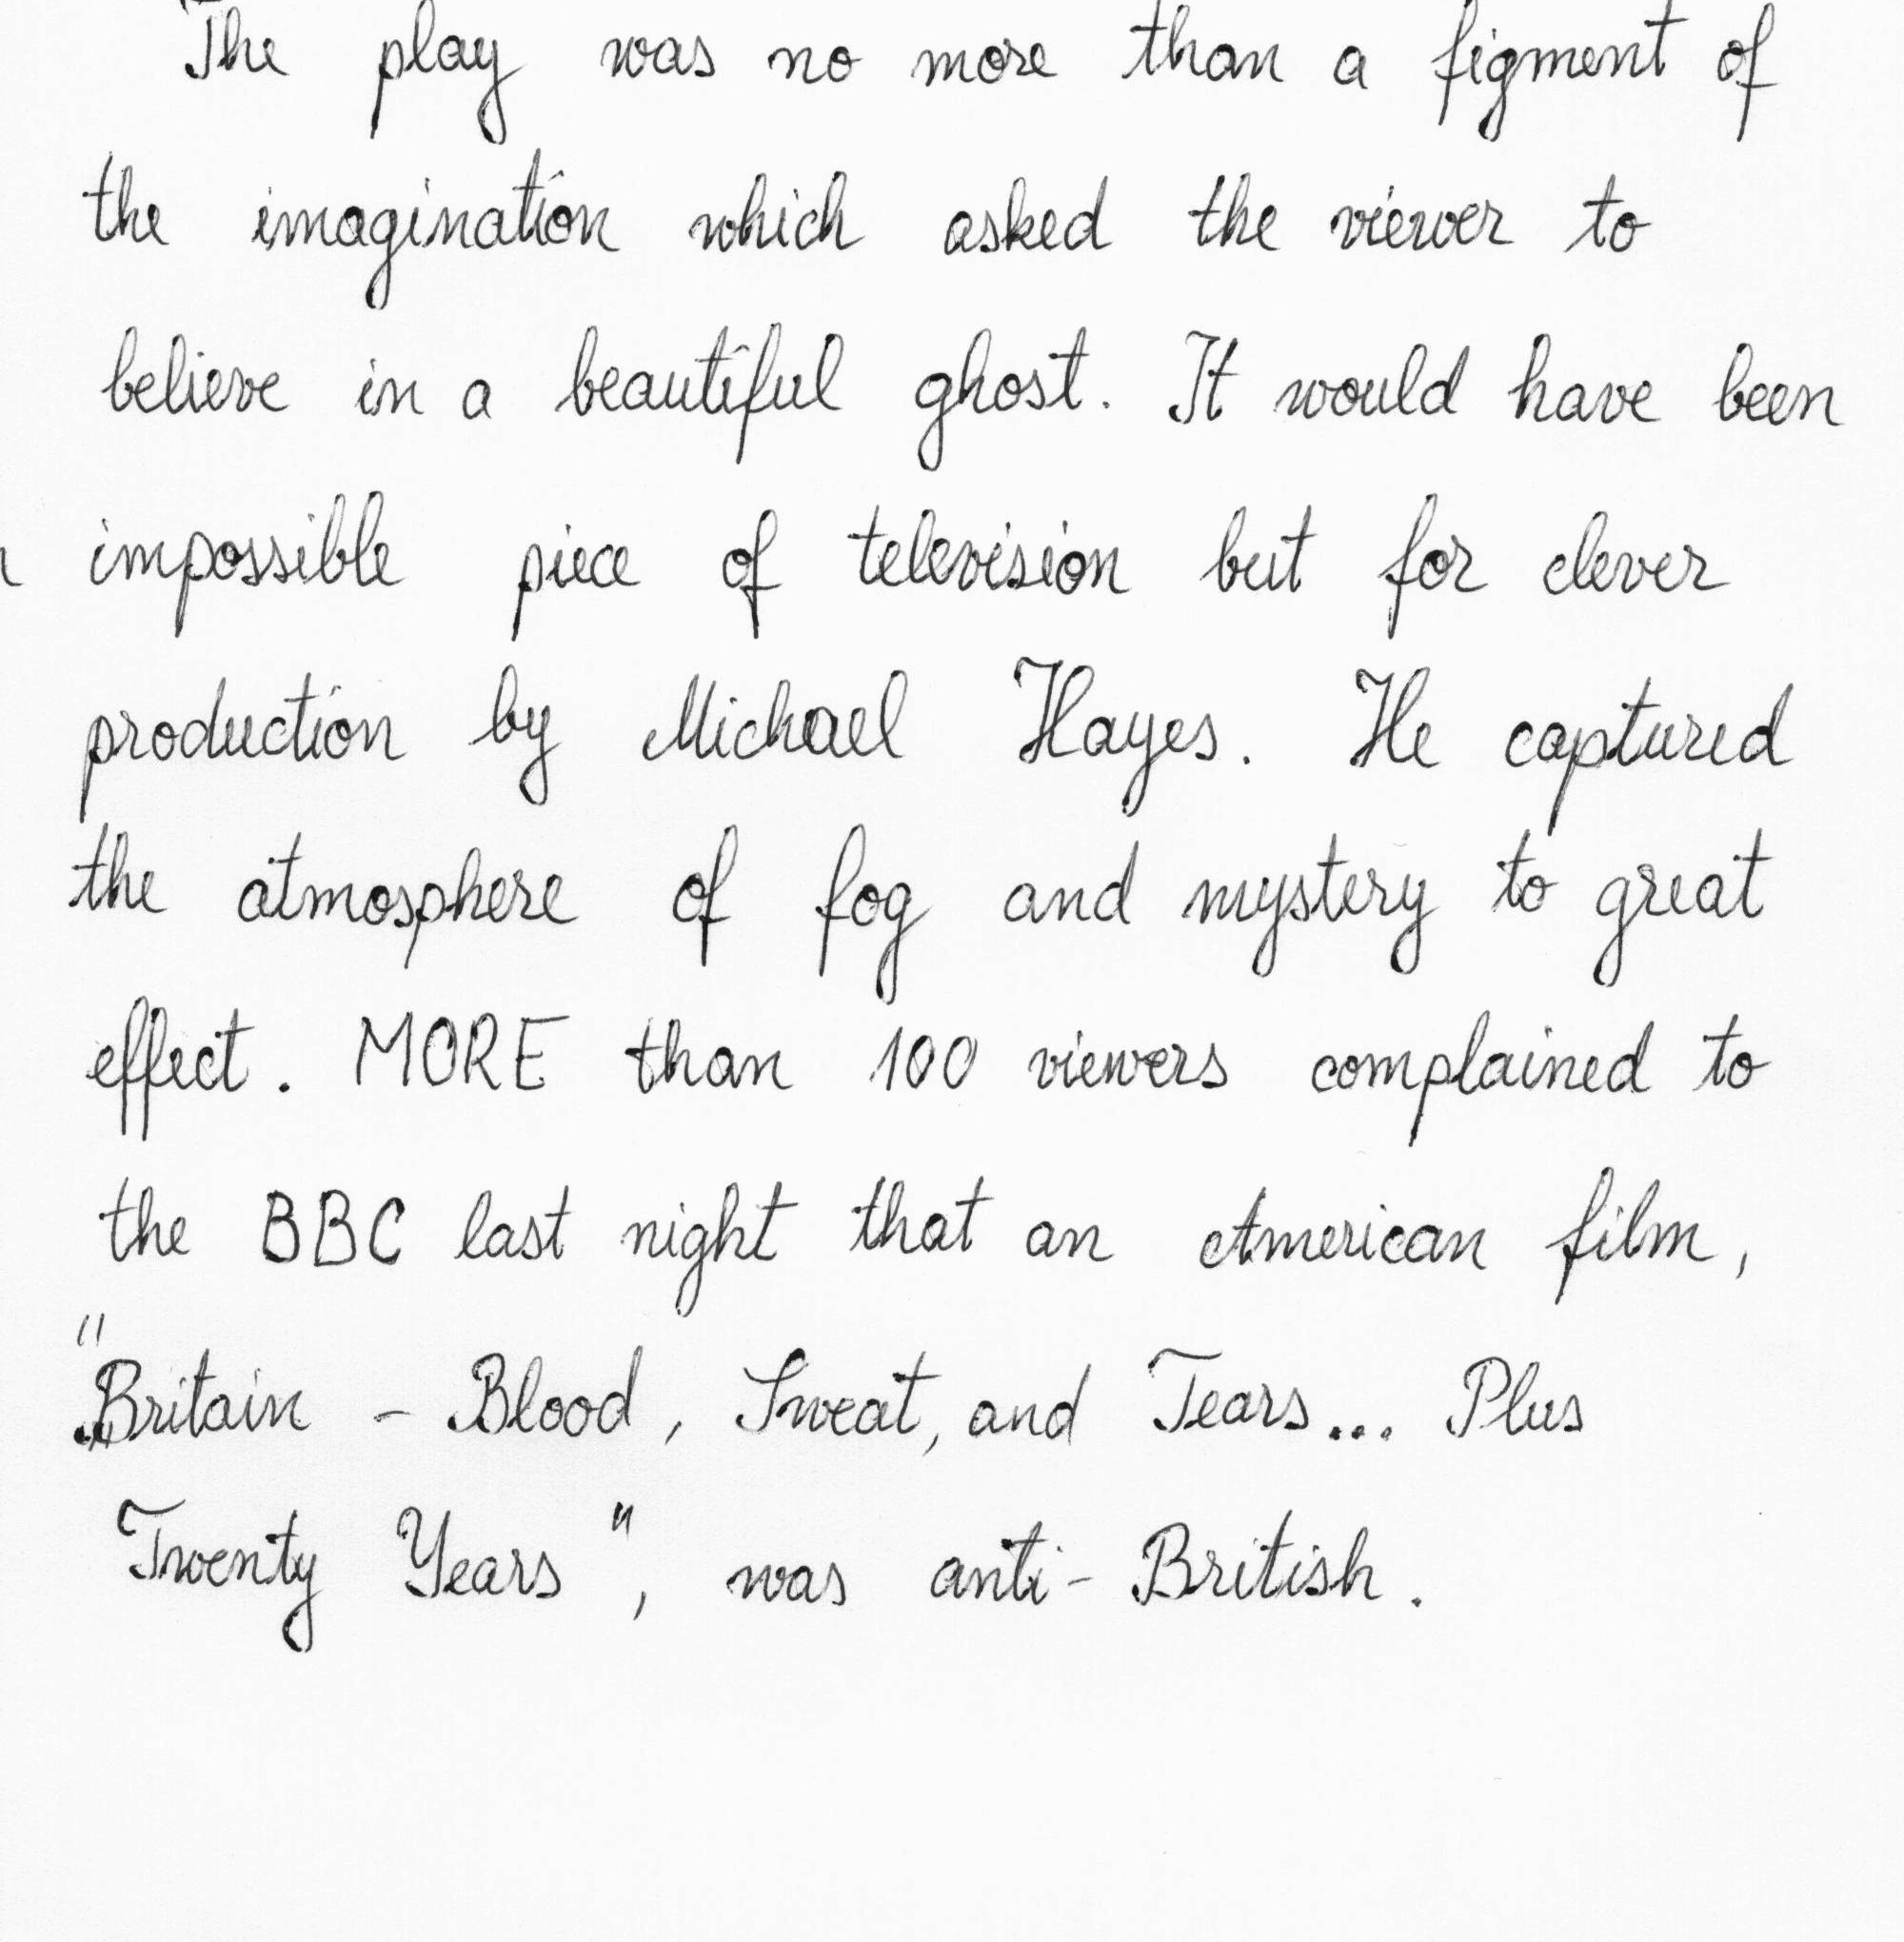 The play was no more than a figment of
the imagination which asked the viewer to
believe in a beautiful ghost. It would have been
impossible piece of television but for clever
production by Michael Hayes. He captured
the atmosphere of fog and mystery to great
effect. MORE than 100 viewers complained to
the BBC last night that an American film,
"Britain - Blood, Sweat, and Tears... Plus
Twenty Years", was anti-British.